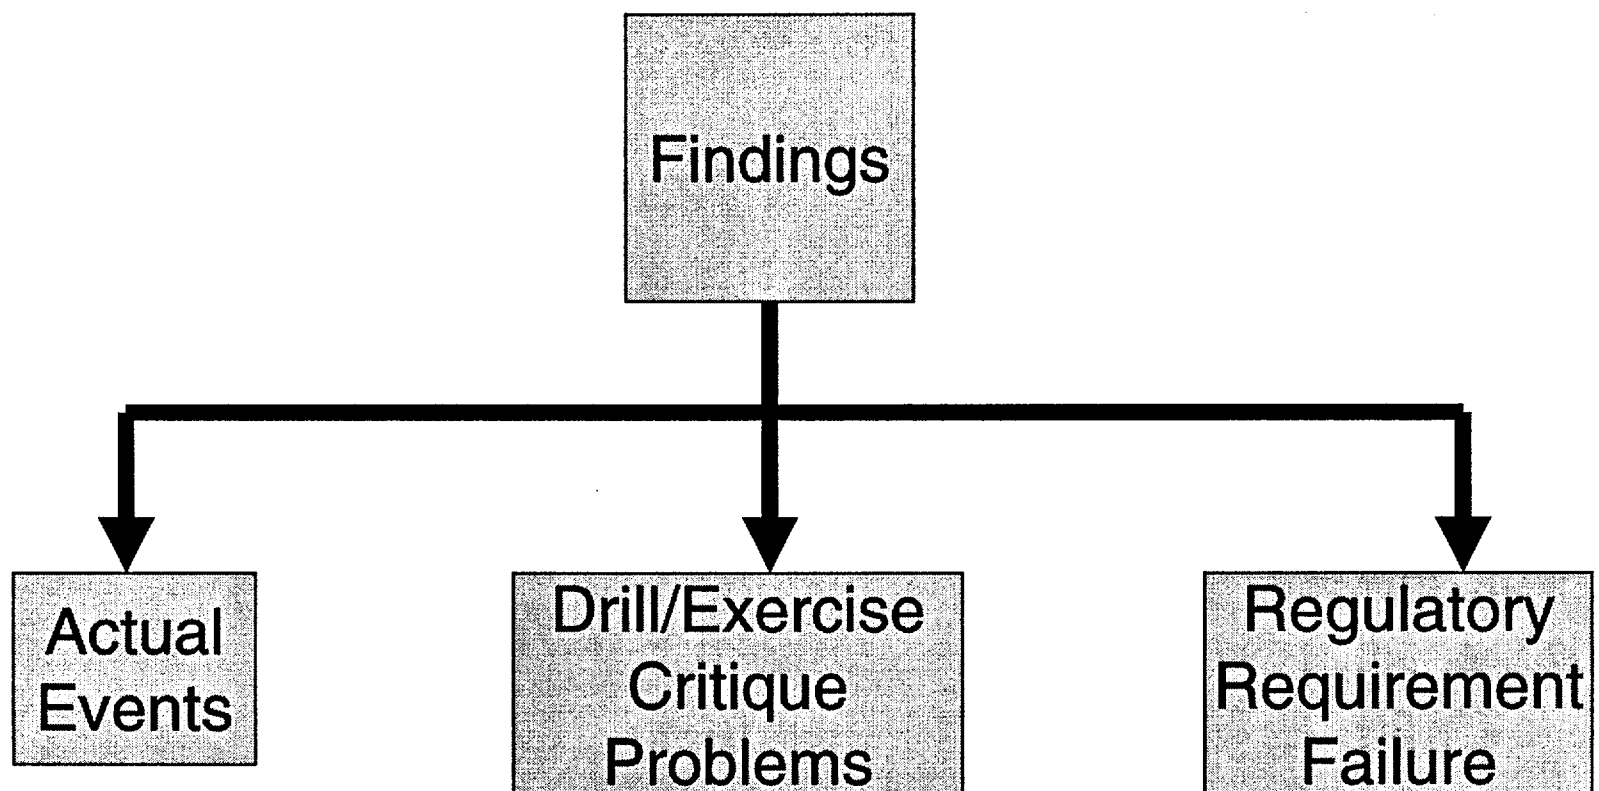 Findings
Actual
Events
Drill/Exercise
Critique
Problems
Regulatory
Requirement
Failure